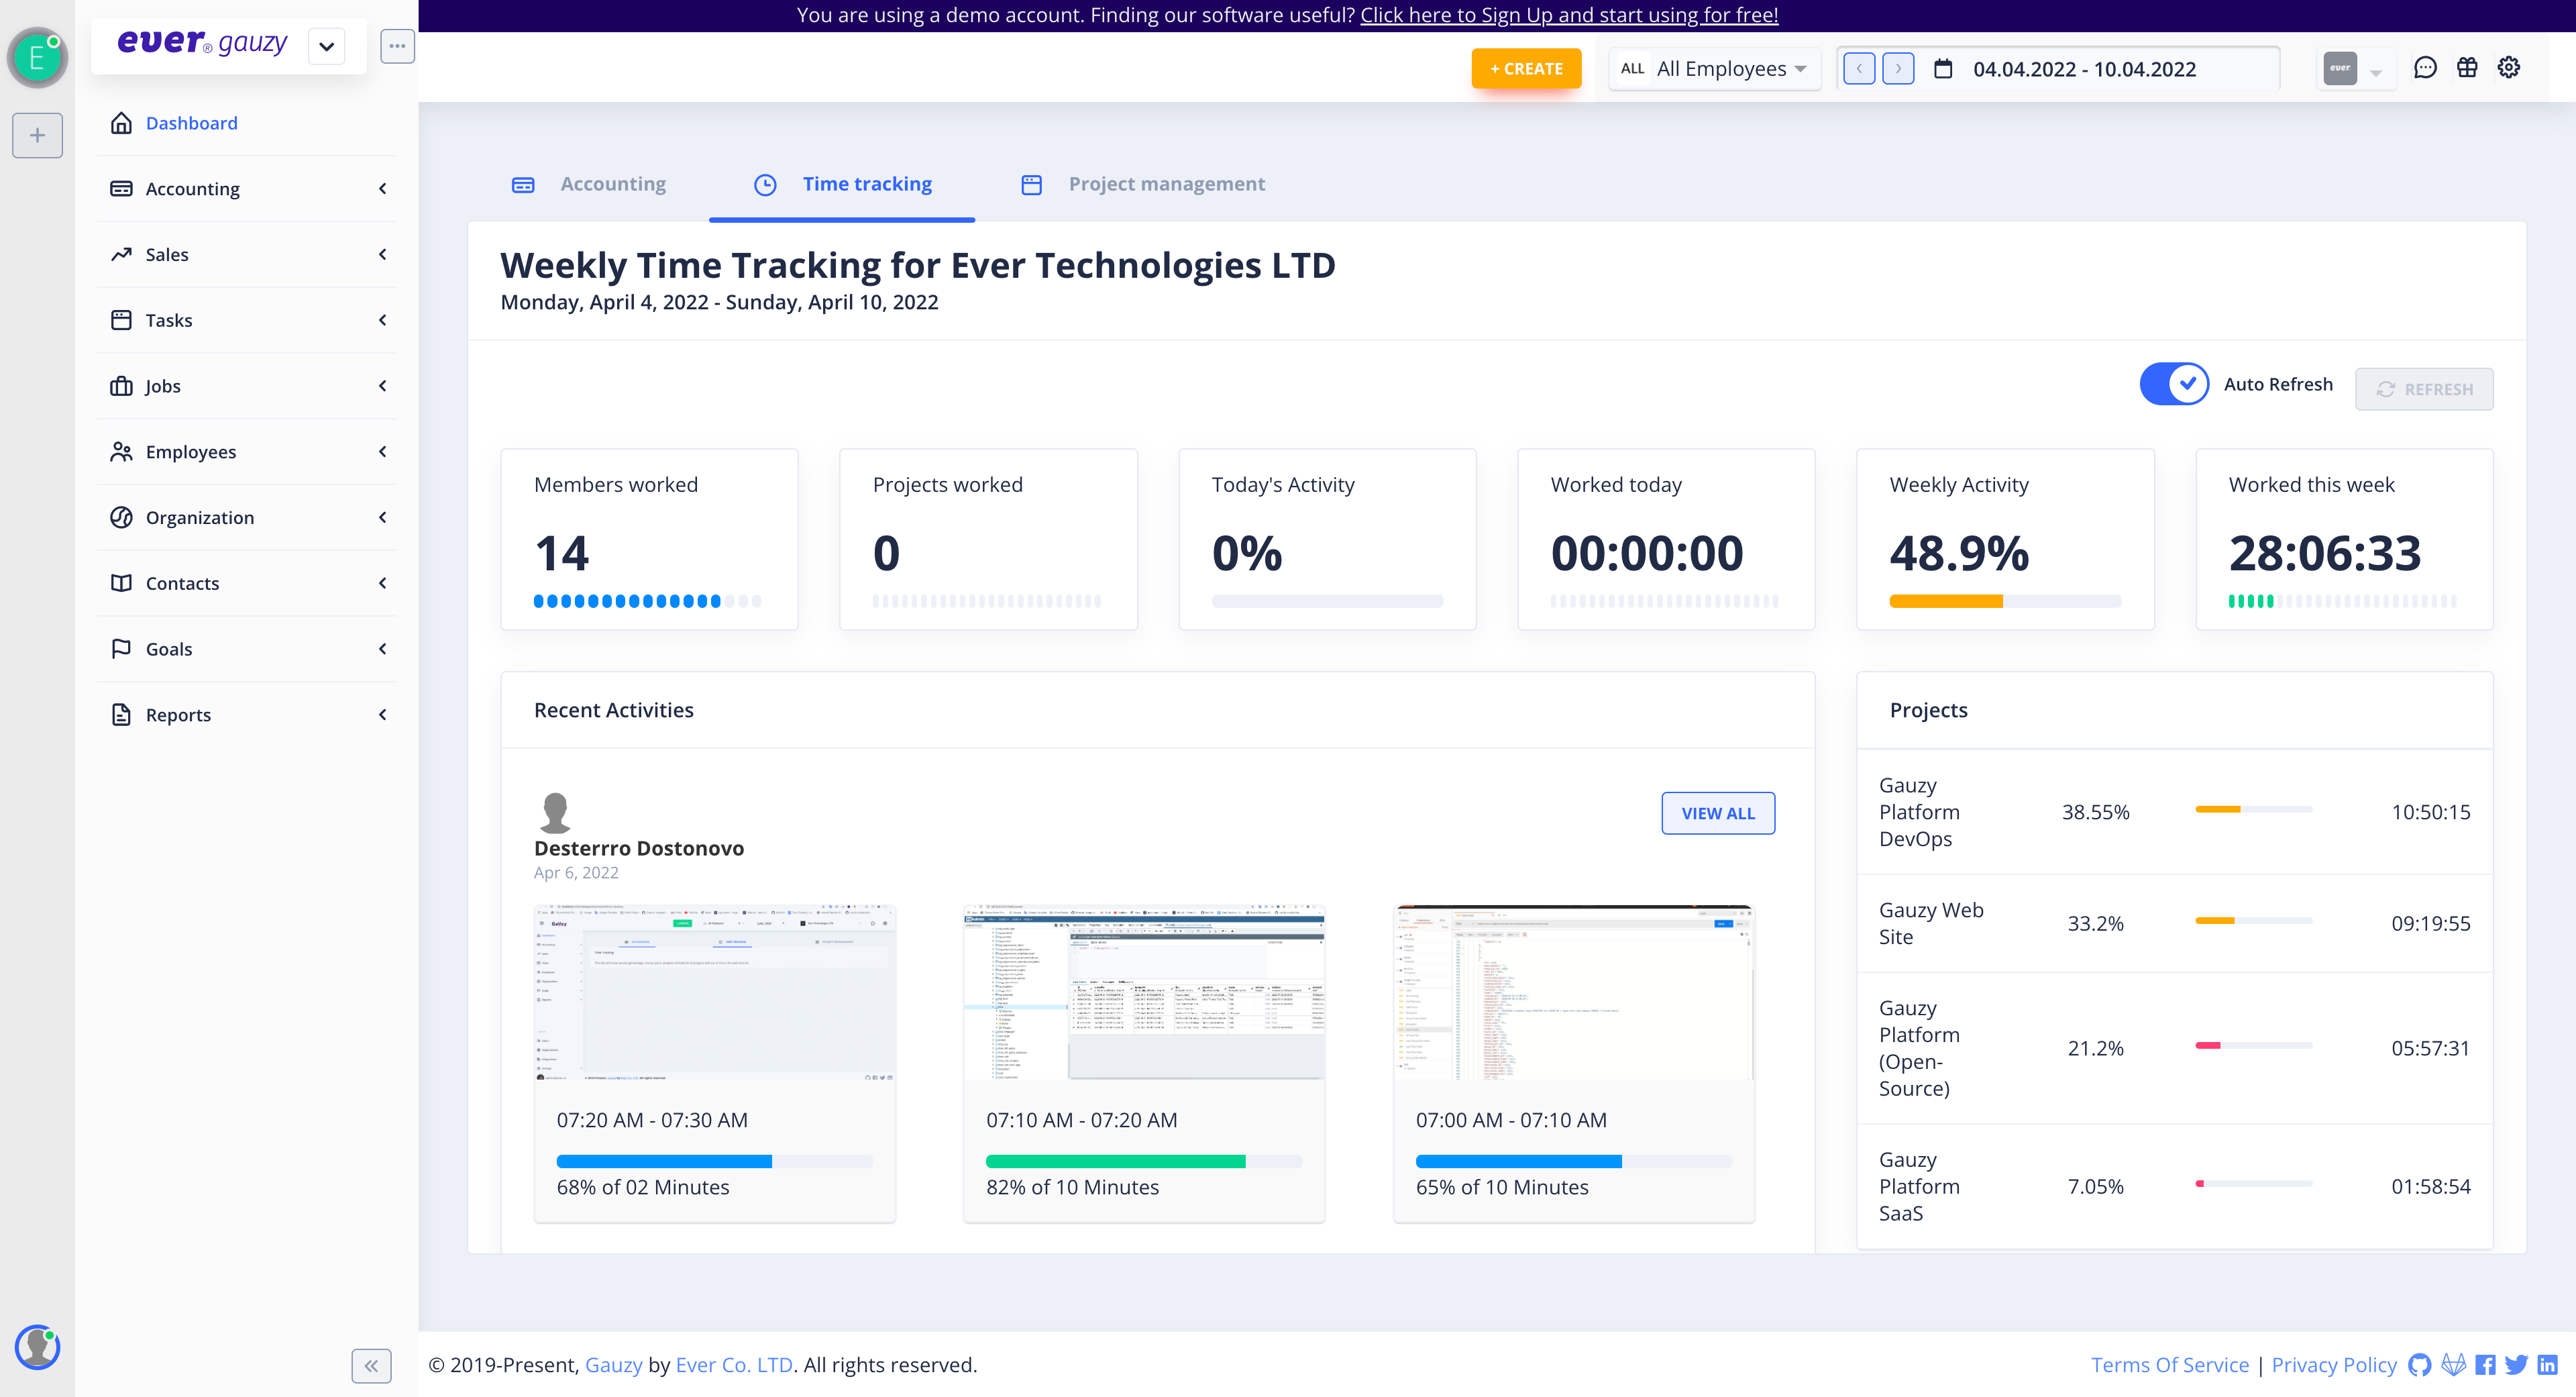 You are using a demo account. Finding our software useful? Click here to Sign Up and start using for free!
E
ever® gauzy
+ CREATE
ALL All Employees
04.04.2022 - 10.04.2022
ever
Dashboard
Accounting
Sales
Tasks
Jobs
Employees
Organization
Contacts
Goals
Reports
Accounting
Time tracking
Project management
Weekly Time Tracking for Ever Technologies LTD
Monday, April 4, 2022 - Sunday, April 10, 2022
Auto Refresh
REFRESH
Members worked
14
Projects worked
0
Today's Activity
0%
Worked today
00:00:00
Weekly Activity
48.9%
Worked this week
28:06:33
Recent Activities
VIEW ALL
Desterrro Dostonovo
Apr 6, 2022
07:20 AM - 07:30 AM
68% of 02 Minutes
07:10 AM - 07:20 AM
82% of 10 Minutes
07:00 AM - 07:10 AM
65% of 10 Minutes
Projects
Gauzy
Platform
DevOps
38.55%
10:50:15
Gauzy Web
Site
33.2%
09:19:55
Gauzy
Platform
(Open-
Source)
21.2%
05:57:31
Gauzy
Platform
SaaS
7.05%
01:58:54
© 2019-Present, Gauzy by Ever Co. LTD. All rights reserved.
Terms Of Service | Privacy Policy